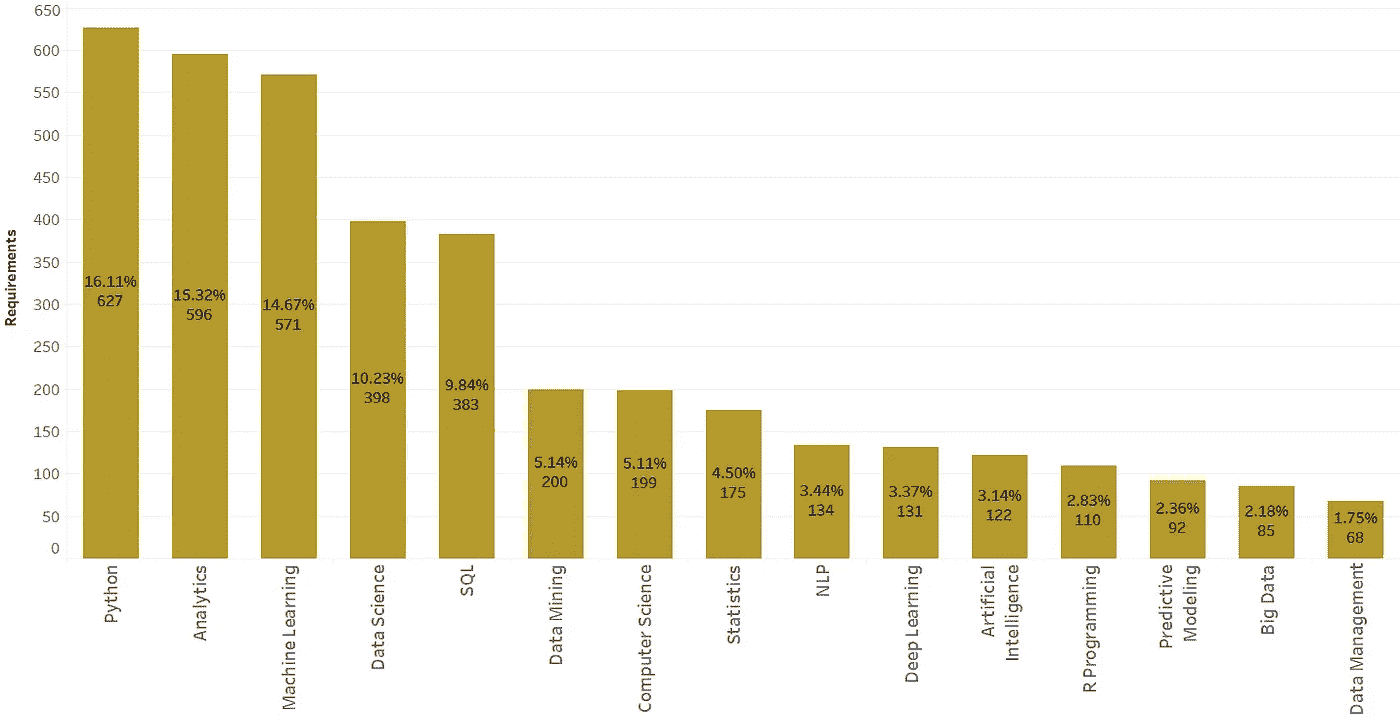 650
600
550
500
450
400
350
300
250
200
150
100
50
0
Requirements
16.11%
627
15.32%
596
14.67%
571
10.23%
398
9.84%
383
5.14%
200
5.11%
199
4.50%
175
3.44%
134
3.37%
131
3.14%
122
2.83%
110
2.36%
92
2.18%
85
1.75%
68
Python
Analytics
Machine Learning
Data Science
SQL
Data Mining
Computer Science
Statistics
NLP
Deep Learning
Artificial
Intelligence
R Programming
Predictive
Modeling
Big Data
Data Management